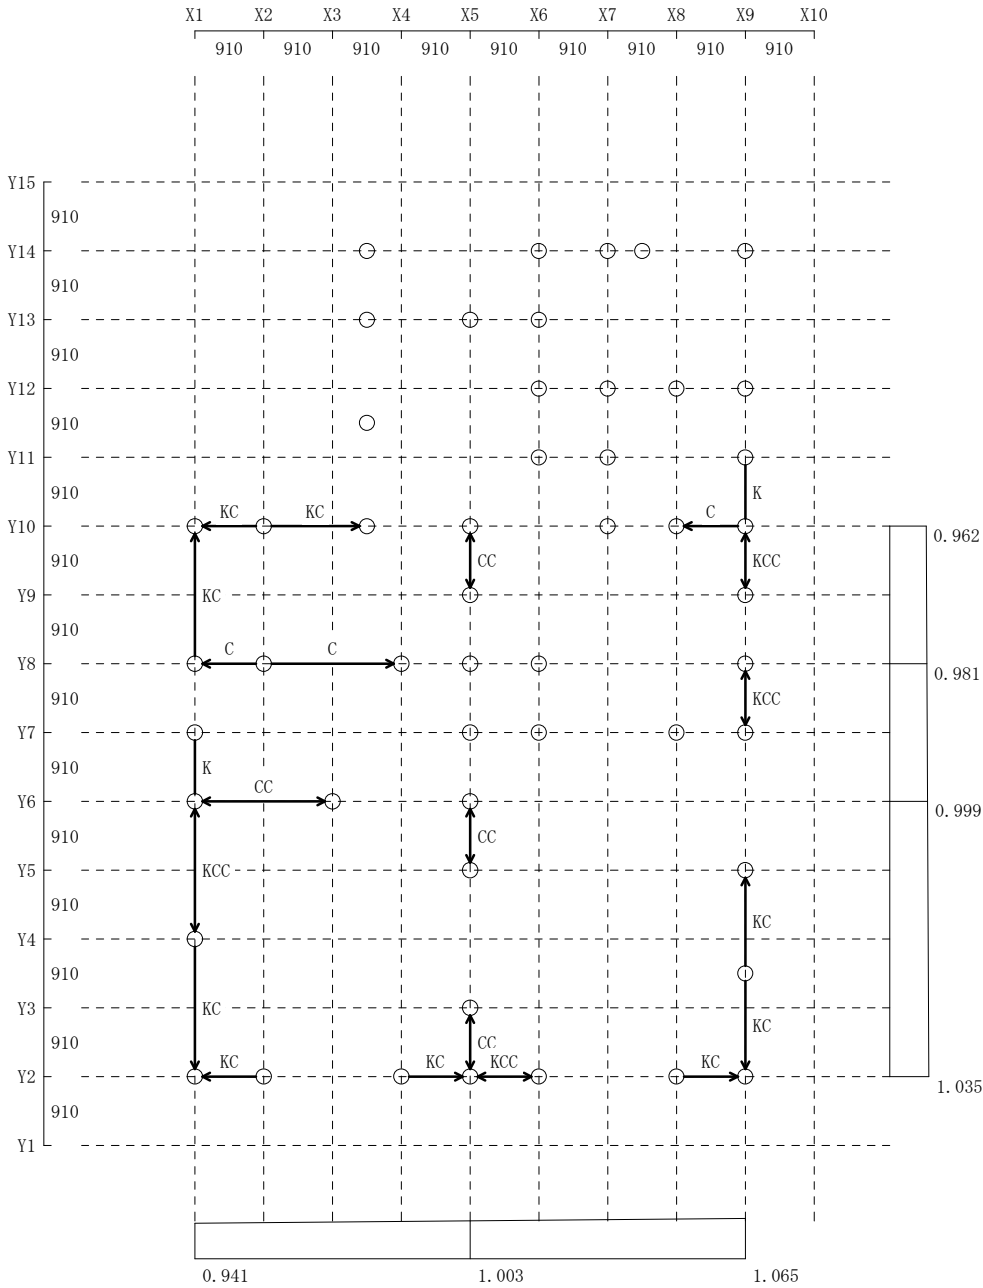 X1 X2 X3 X4 X5 X6 X7 X8 X9 X10
910 910 910 910 910 910 910 910 910
Y15
910
Y14
910
Y13
910
Y12
910
Y11
910 K
KC KC C
Y10
0.962
910 CC KCC
Y9 KC
910
C C
Y8
0.981
910 KCC
Y7
910 K
CC
Y6
0.999
910 CC
Y5 KCC
910
KC
Y4
910
Y3 KC
KC
910 CC
KC KC KCC KC
Y2
1.035
910
Y1
0.941 1.003 1.065